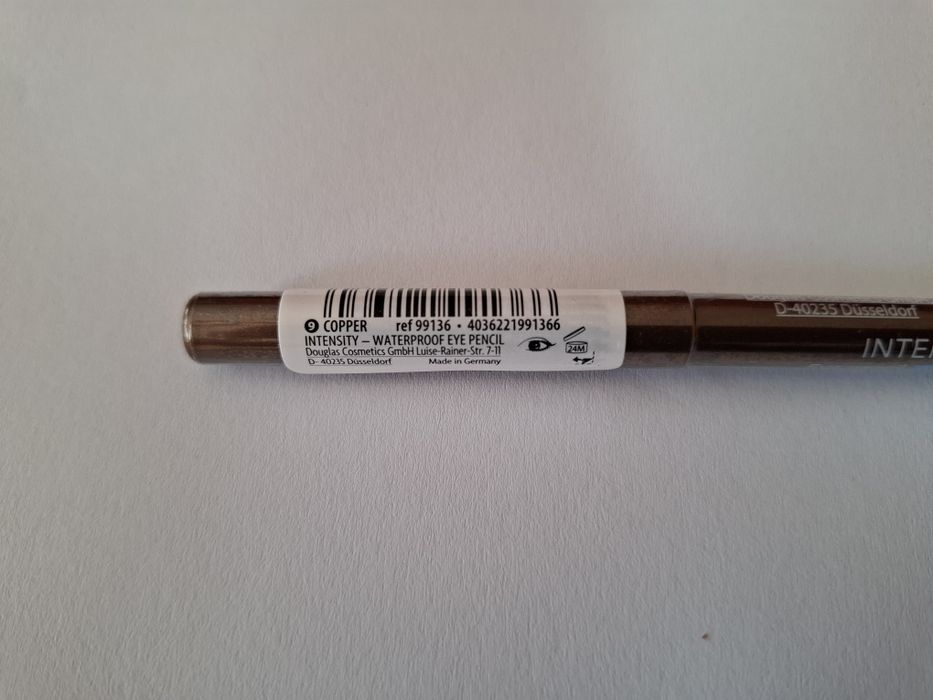 9 COPPER ref 99136 • 4036221991366
INTENSITY – WATERPROOF EYE PENCIL
Douglas Cosmetics GmbH Luise-Rainer-Str. 7-11
D- 40235 Düsseldorf Made in Germany
24M
D-40235 Düsseldorf
INTE